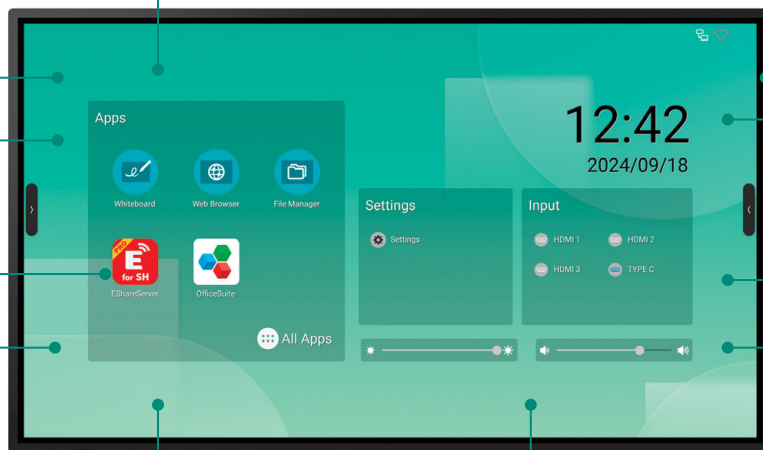 12:42
2024/09/18
Apps
Whiteboard
Web Browser
File Manager
PRO
E
for SH
EShareServer
OfficeSuite
All Apps
Settings
Settings
Input
HDMI 1
HDMI 2
HDMI 3
TYPE C